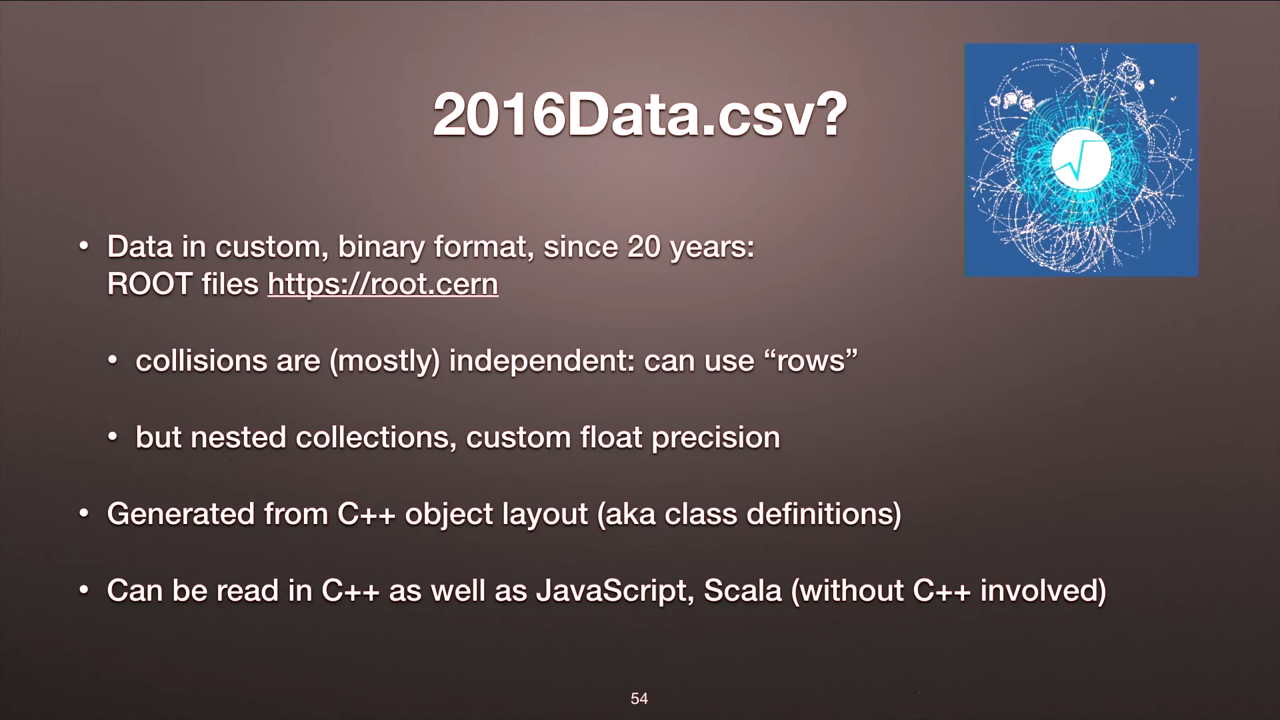 2016Data.csv?
• Data in custom, binary format, since 20 years:
ROOT files https://root.cern
• collisions are (mostly) independent: can use “rows”
• but nested collections, custom float precision
• Generated from C++ object layout (aka class definitions)
• Can be read in C++ as well as JavaScript, Scala (without C++ involved)
54